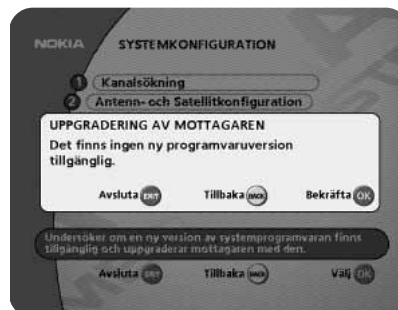 NOKIA
SYSTEMKONFIGURATION
1 Kanalsökning
2 Antenn- och Satellitkonfiguration
UPPGRADERING AV MOTTAGAREN
Det finns ingen ny programvaruversion
tillgänglig.
Avsluta EXIT Tillbaka BACK Bekräfta OK
Undersöker om en ny version av systemprogramvaran finns
tillgänglig och uppgraderar mottagaren med den.
Avsluta EXIT Tillbaka BACK Välj OK